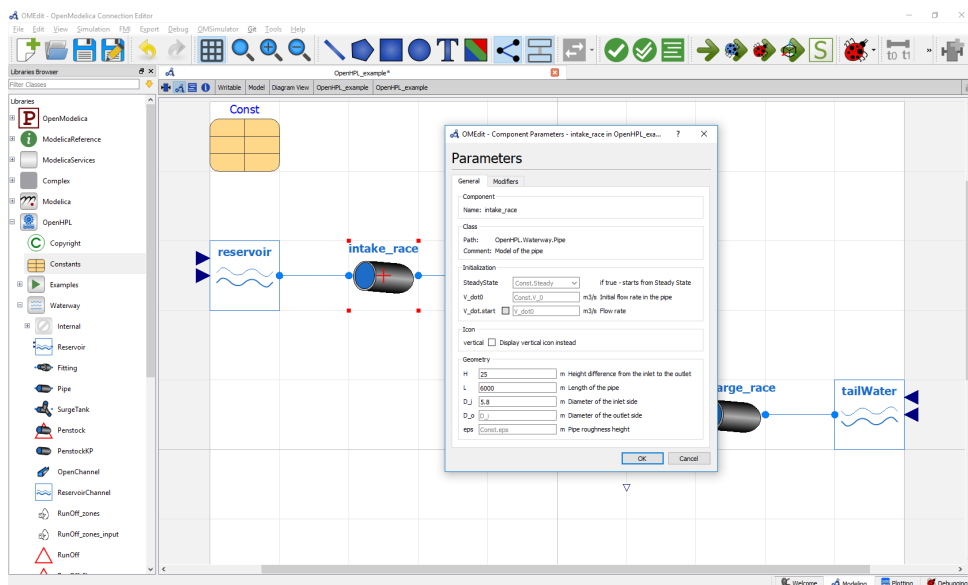 OMEdit - OpenModelica Connection Editor
File Edit View Simulation FMI Export Debug OMSimulator Git Tools Help
T
S
to ti
»
Libraries Browser
OpenHPL_example*
Filter Classes
Writable Model Diagram View OpenHPL_example OpenHPL_example
Libraries
P OpenModelica
i ModelicaReference
ModelicaServices
Complex
Modelica
OpenHPL
C Copyright
Constants
Examples
Waterway
Internal
Reservoir
Fitting
Pipe
SurgeTank
Penstock
PenstockKP
OpenChannel
ReservoirChannel
RunOff_zones
RunOff_zones_input
RunOff
Const
reservoir
intake_race
OMEdit - Component Parameters - intake_race in OpenHPL_exa... ? X
Parameters
General Modifiers
Component
Name: intake_race
Class
Path: OpenHPL.Waterway.Pipe
Comment: Model of the pipe
Initialization
SteadyState Const.Steady if true - starts from Steady State
V_dot0 Const.V_0 m3/s Initial flow rate in the pipe
V_dot.start V_dot0 m3/s Flow rate
Icon
vertical Display vertical icon instead
Geometry
H 25 m Height difference from the inlet to the outlet
L 6000 m Length of the pipe
D_i 5.8 m Diameter of the inlet side
D_o D_i m Diameter of the outlet side
eps Const.eps m Pipe roughness height
OK Cancel
arge_race
tailWater
Welcome Modeling Plotting Debugging